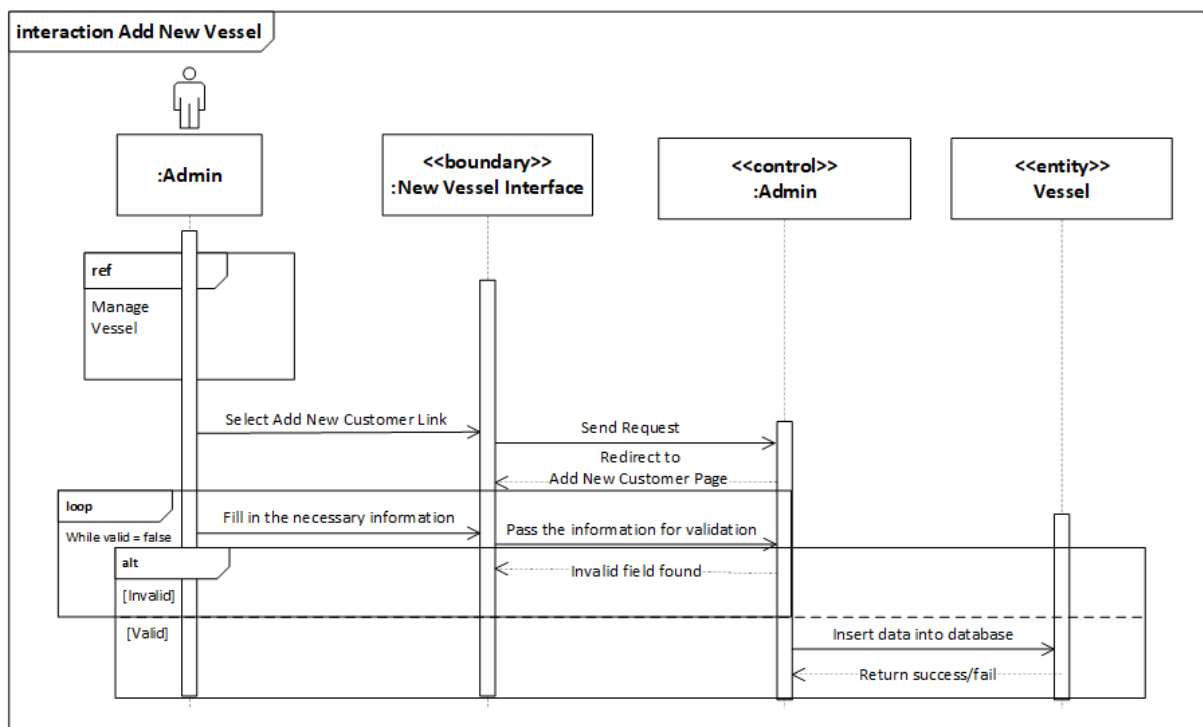 interaction Add New Vessel
:Admin
<<boundary>>
:New Vessel Interface
<<control>>
:Admin
<<entity>>
Vessel
ref
Manage
Vessel
Select Add New Customer Link
Send Request
Redirect to
Add New Customer Page
loop
While valid = false
Fill in the necessary information
Pass the information for validation
alt
Invalid field found
[Invalid]
[Valid]
Insert data into database
Return success/fail